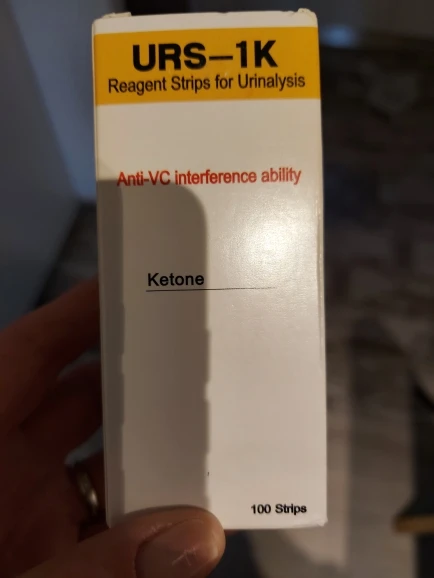 URS–1K
Reagent Strips for Urinalysis
Anti-VC interference ability
Ketone
100 Strips